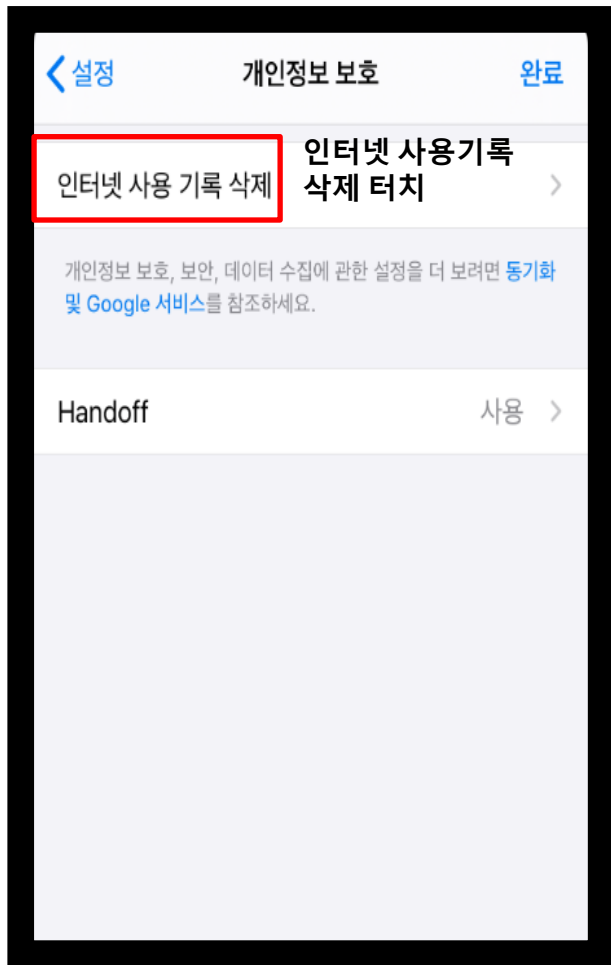 설정
개인정보 보호
완료
인터넷 사용 기록 삭제
인터넷 사용기록
삭제 터치
개인정보 보호, 보안, 데이터 수집에 관한 설정을 더 보려면 동기화
및 Google 서비스를 참조하세요.
Handoff
사용